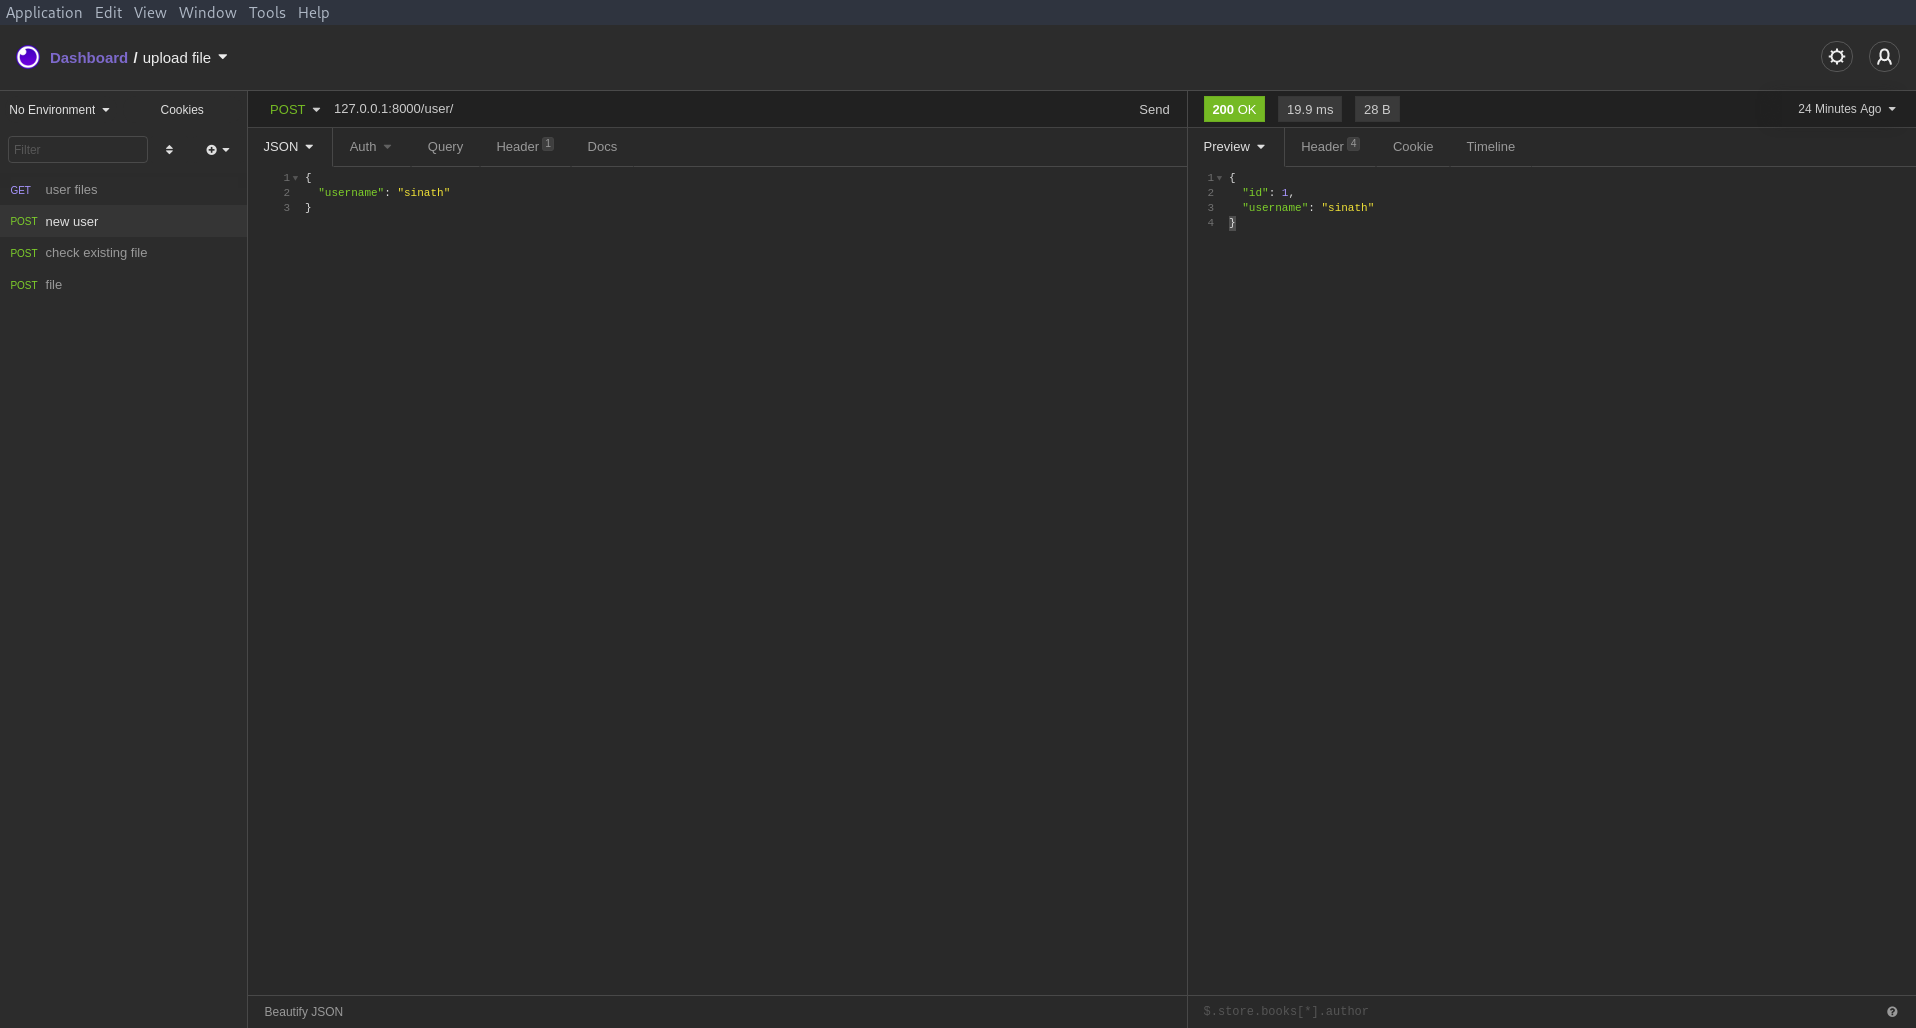 Application Edit View Window Tools Help
Dashboard / upload file
No Environment Cookies
Filter
GET user files
POST new user
POST check existing file
POST file
POST 127.0.0.1:8000/user/ Send
JSON Auth Query Header 1 Docs
1 {
2 "username": "sinath"
3 }
Beautify JSON
200 OK 19.9 ms 28 B 24 Minutes Ago
Preview Header 4 Cookie Timeline
1 {
2 "id": 1,
3 "username": "sinath"
4 }
$.store.books[*].author